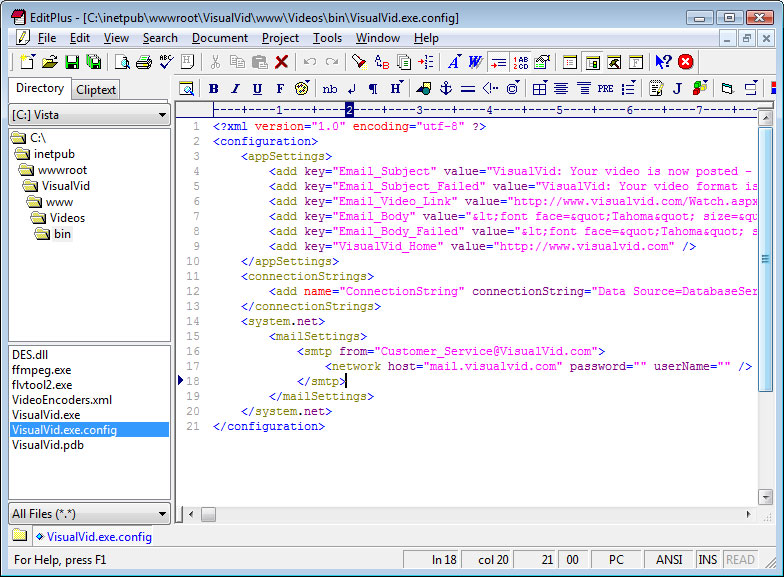 EditPlus - [C:\inetpub\wwwroot\VisualVid\www\Videos\bin\VisualVid.exe.config]
File Edit View Search Document Project Tools Window Help
Directory Cliptext
[C:] Vista
C:\
inetpub
wwwroot
VisualVid
www
Videos
bin
DES.dll
ffmpeg.exe
flvtool2.exe
VideoEncoders.xml
VisualVid.exe
VisualVid.exe.config
VisualVid.pdb
All Files (*.*)
B I U F nb ¶ H PRE J
----+----1----+----2----+----3----+----4----+----5----+----6----+----7----
1 <?xml version="1.0" encoding="utf-8" ?>
2 <configuration>
3 <appSettings>
4 <add key="Email_Subject" value="VisualVid: Your video is now posted -
5 <add key="Email_Subject_Failed" value="VisualVid: Your video format is
6 <add key="Email_Video_Link" value="http://www.visualvid.com/Watch.aspx
7 <add key="Email_Body" value="&lt;font face=&quot;Tahoma&quot; size=&
8 <add key="Email_Body_Failed" value="&lt;font face=&quot;Tahoma&quot; s
9 <add key="VisualVid_Home" value="http://www.visualvid.com" />
10 </appSettings>
11 <connectionStrings>
12 <add name="ConnectionString" connectionString="Data Source=DatabaseSer
13 </connectionStrings>
14 <system.net>
15 <mailSettings>
16 <smtp from="Customer_Service@VisualVid.com">
17 <network host="mail.visualvid.com" password="" userName="" />
18 </smtp>
19 </mailSettings>
20 </system.net>
21 </configuration>
VisualVid.exe.config
For Help, press F1 ln 18 col 20 21 00 PC ANSI INS READ